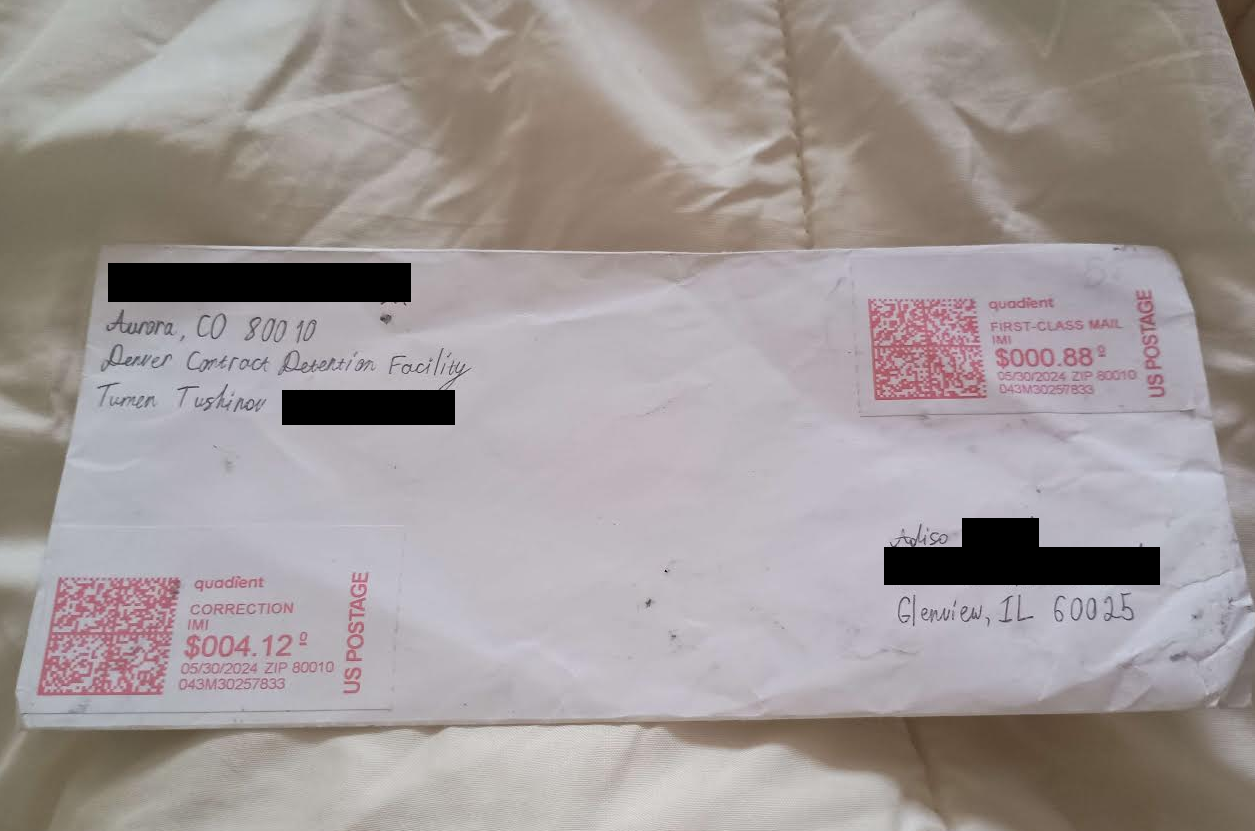 Aurora, CO 80010
Denver Contract Detention Facility
Tumen Tushinov
quadient
FIRST-CLASS MAIL
IMI
$000.88⁰
05/30/2024 ZIP 80010
043M30257833
US POSTAGE
Adiso
Glenview, IL 60025
quadient
CORRECTION
IMI
$004.12⁰
05/30/2024 ZIP 80010
043M30257833
US POSTAGE